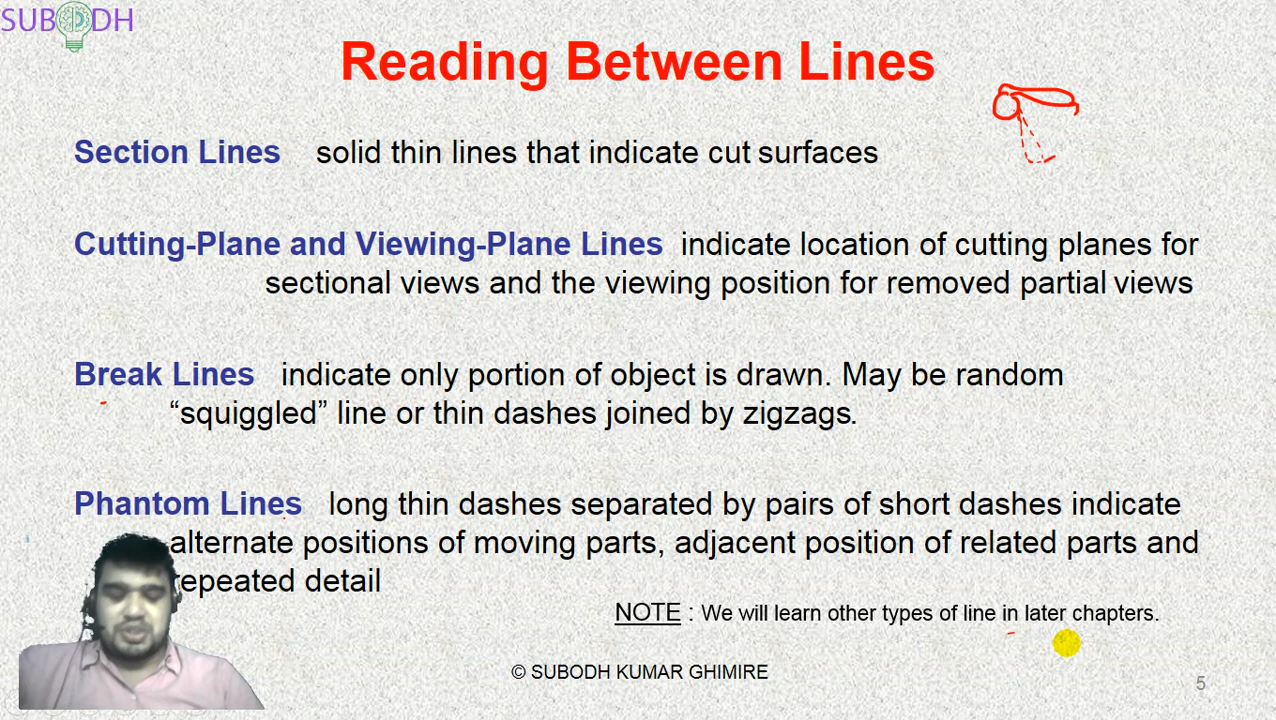 SUBODH
Reading Between Lines
Section Lines solid thin lines that indicate cut surfaces
Cutting-Plane and Viewing-Plane Lines indicate location of cutting planes for
sectional views and the viewing position for removed partial views
Break Lines indicate only portion of object is drawn. May be random
“squiggled” line or thin dashes joined by zigzags.
Phantom Lines long thin dashes separated by pairs of short dashes indicate
alternate positions of moving parts, adjacent position of related parts and
repeated detail
NOTE : We will learn other types of line in later chapters.
© SUBODH KUMAR GHIMIRE
5